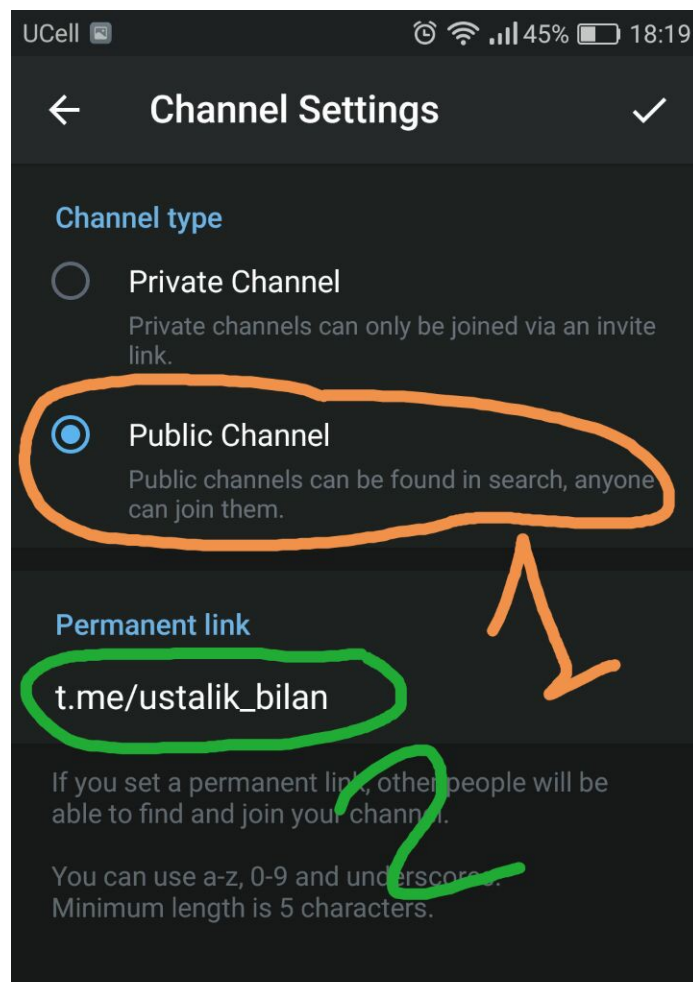 UCell 45% 18:19
Channel Settings
Channel type
Private Channel
Private channels can only be joined via an invite
link.
Public Channel
Public channels can be found in search, anyone
can join them.
1
Permanent link
t.me/ustalik_bilan
2
If you set a permanent link, other people will be
able to find and join your channel.
You can use a-z, 0-9 and underscores.
Minimum length is 5 characters.